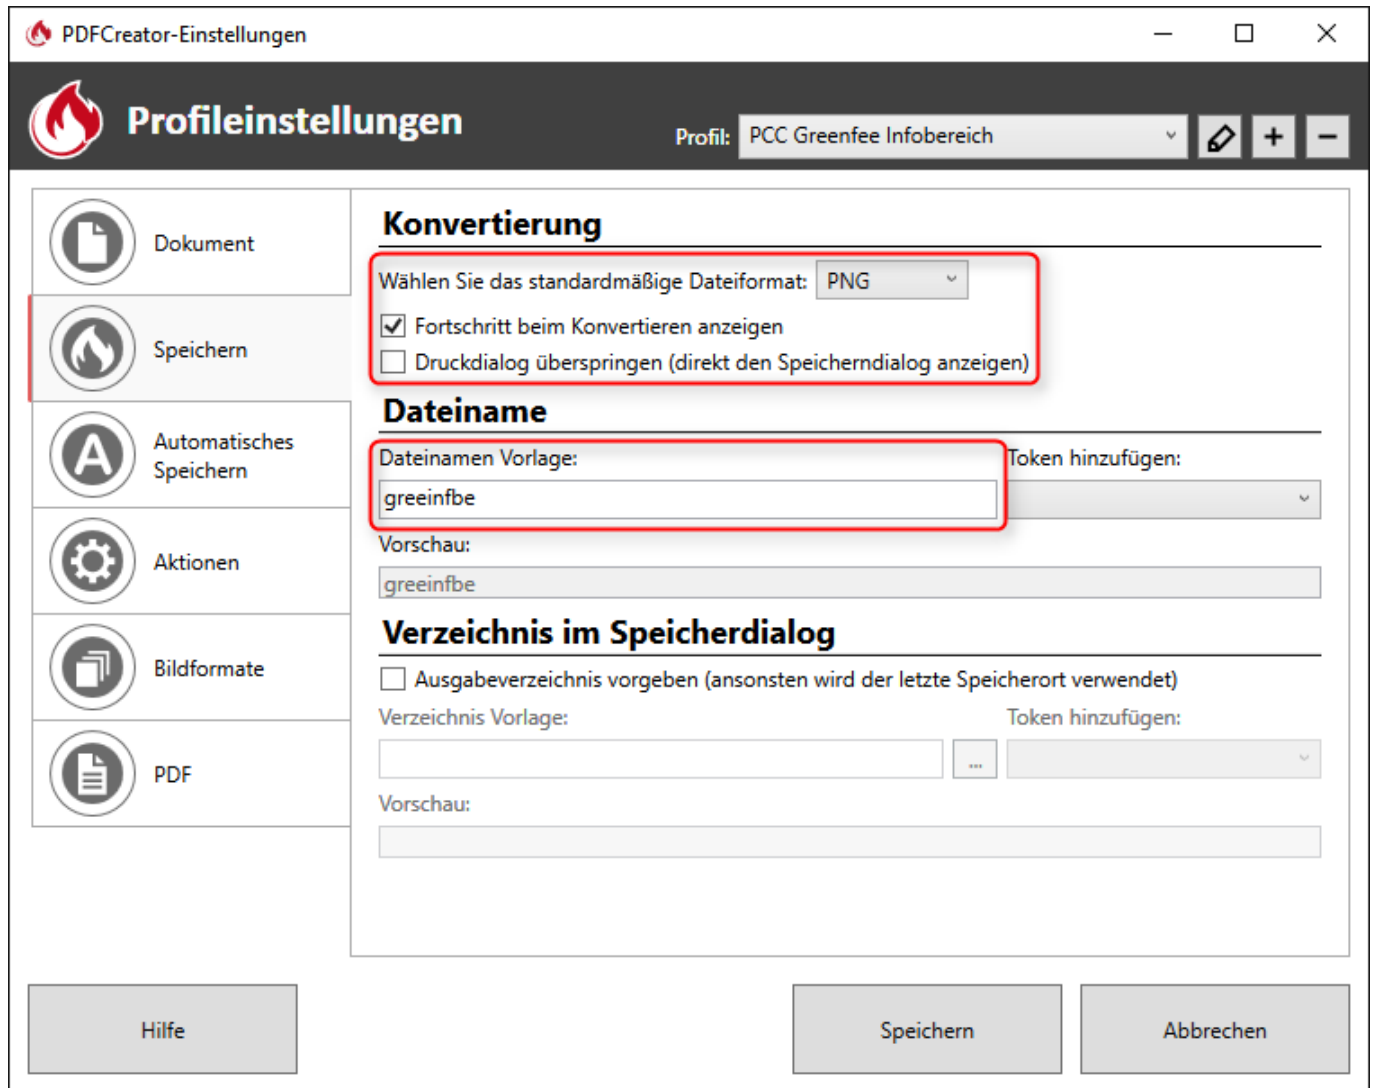 PDFCreator-Einstellungen
Profileinstellungen
Profil: PCC Greenfee Infobereich
Dokument
Speichern
Automatisches
Speichern
Aktionen
Bildformate
PDF
Konvertierung
Wählen Sie das standardmäßige Dateiformat: PNG
Fortschritt beim Konvertieren anzeigen
Druckdialog überspringen (direkt den Speicherndialog anzeigen)
Dateiname
Dateinamen Vorlage: Token hinzufügen:
greeinfbe
Vorschau:
greeinfbe
Verzeichnis im Speicherdialog
Ausgabeverzeichnis vorgeben (ansonsten wird der letzte Speicherort verwendet)
Verzeichnis Vorlage: Token hinzufügen:
...
Vorschau:
Hilfe Speichern Abbrechen